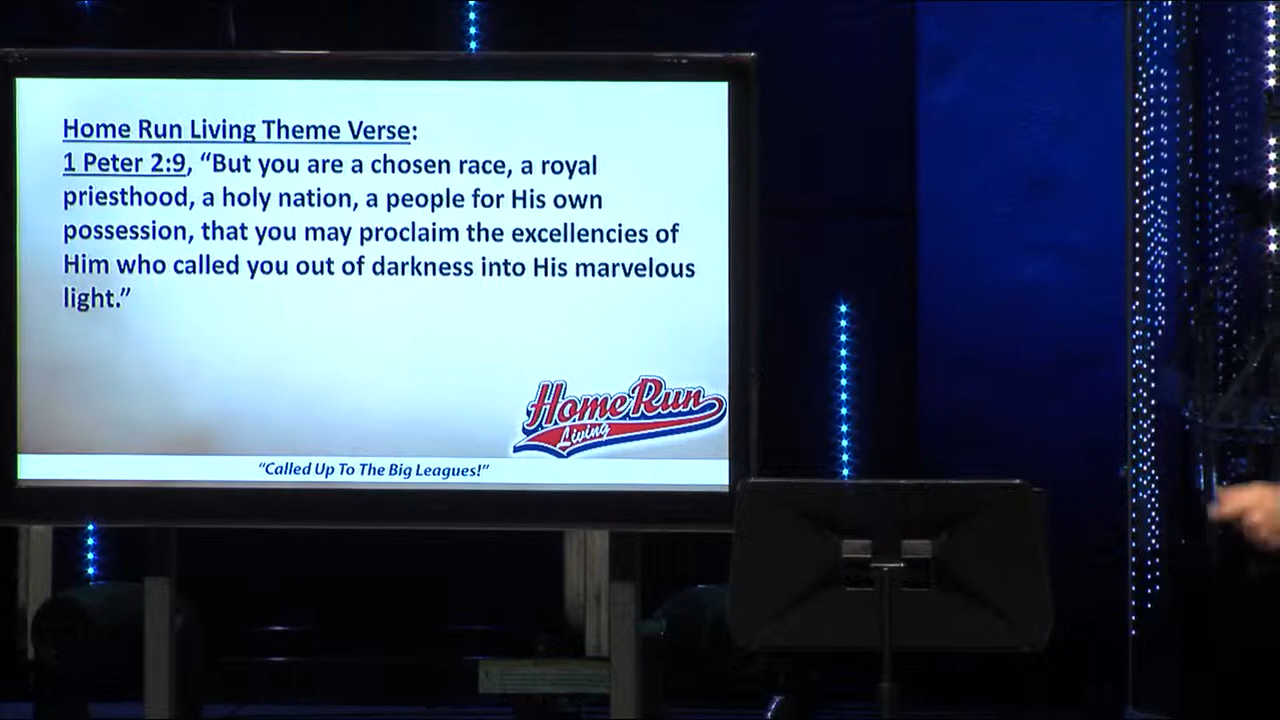 Home Run Living Theme Verse:
1 Peter 2:9, “But you are a chosen race, a royal
priesthood, a holy nation, a people for His own
possession, that you may proclaim the excellencies of
Him who called you out of darkness into His marvelous
light.”
Home Run
Living
“Called Up To The Big Leagues!”